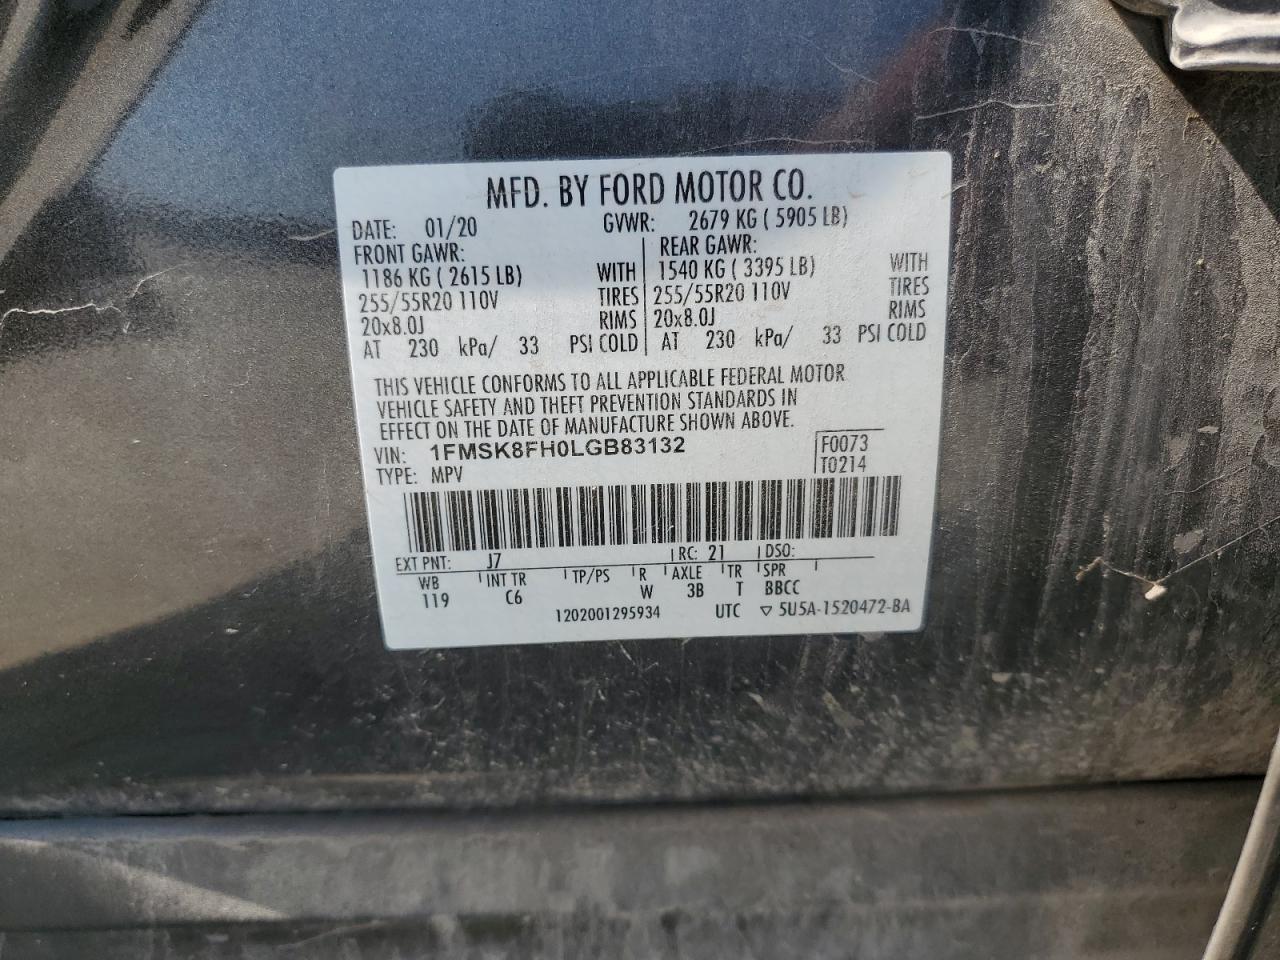 MFD. BY FORD MOTOR CO.
DATE: 01/20 GVWR: 2679 KG ( 5905 LB)
FRONT GAWR: REAR GAWR:
1186 KG ( 2615 LB) WITH 1540 KG ( 3395 LB) WITH
255/55R20 110V TIRES 255/55R20 110V TIRES
20x8.0J RIMS 20x8.0J RIMS
AT 230 kPa/ 33 PSI COLD AT 230 kPa/ 33 PSI COLD
THIS VEHICLE CONFORMS TO ALL APPLICABLE FEDERAL MOTOR
VEHICLE SAFETY AND THEFT PREVENTION STANDARDS IN
EFFECT ON THE DATE OF MANUFACTURE SHOWN ABOVE.
VIN: 1FMSK8FH0LGB83132 F0073
TYPE: MPV T0214
EXT PNT: J7 RC: 21 DSO:
WB INT TR TP/PS R AXLE TR SPR
119 C6 W 3B T BBCC
1202001295934 UTC ▽ 5U5A-1520472-BA